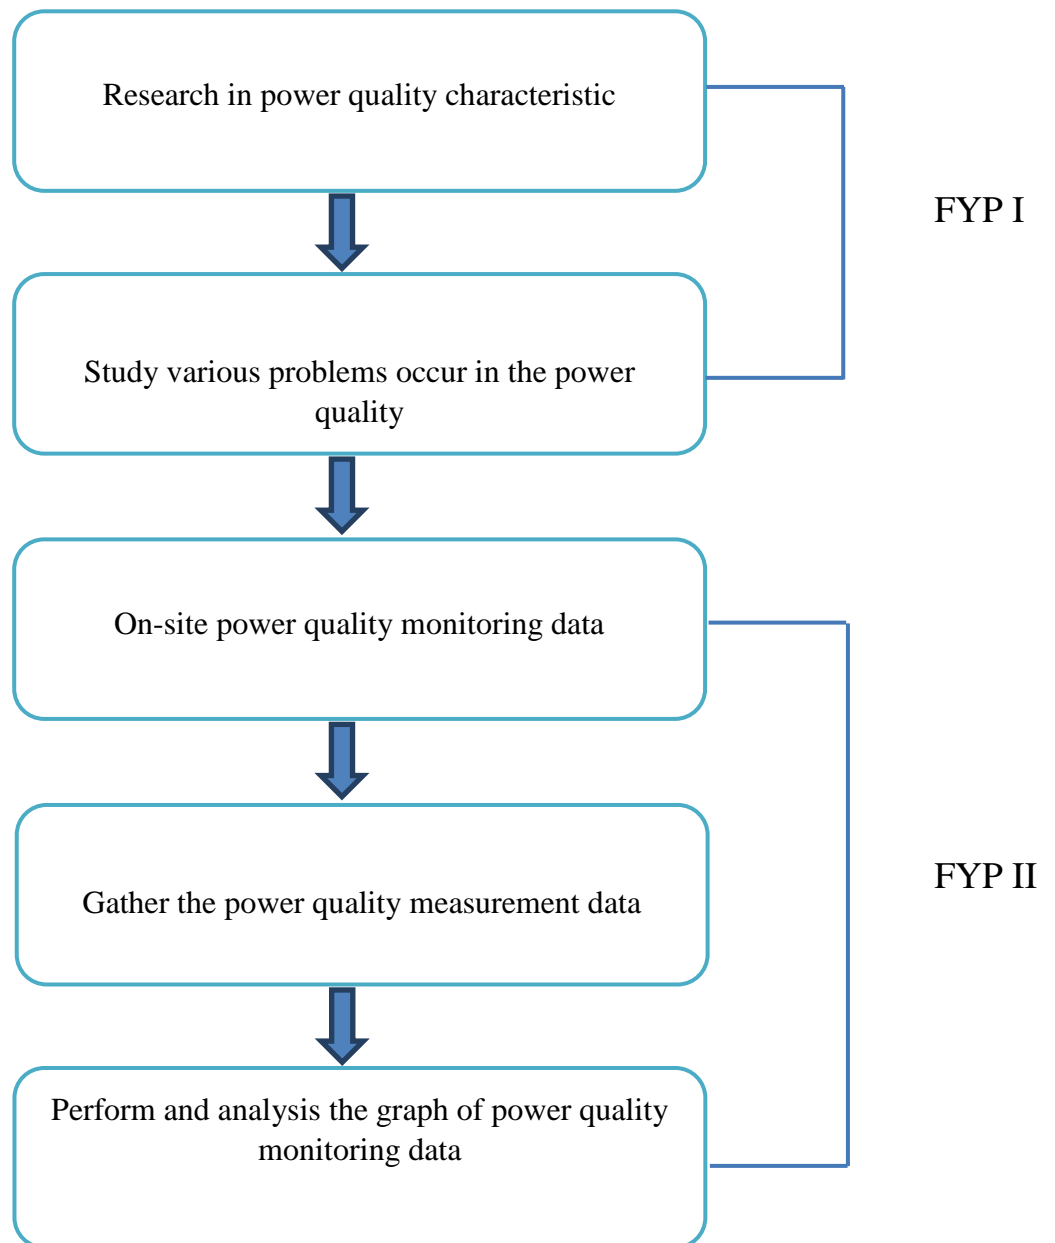 Research in power quality characteristic
FYP I
Study various problems occur in the power
quality
On-site power quality monitoring data
Gather the power quality measurement data
FYP II
Perform and analysis the graph of power quality
monitoring data